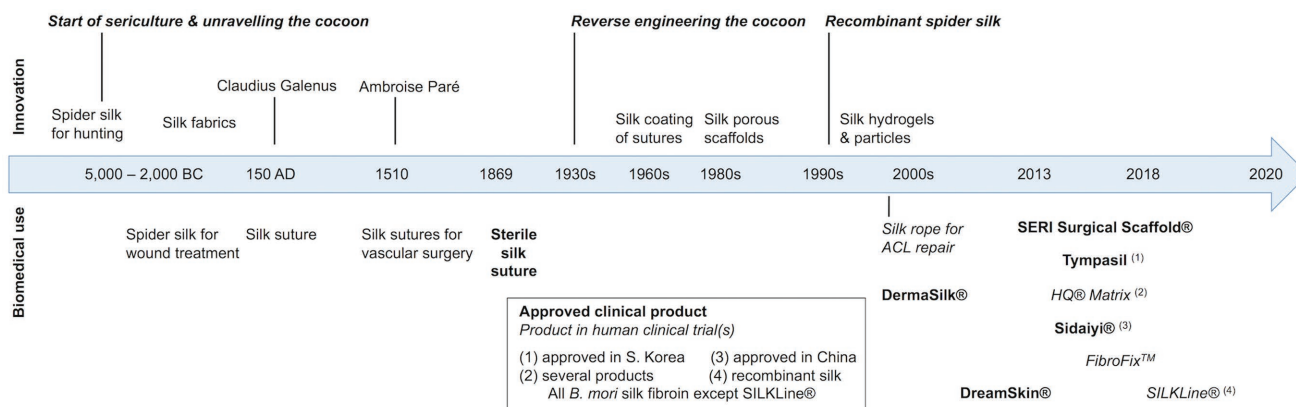 Start of sericulture & unravelling the cocoon
Reverse engineering the cocoon
Recombinant spider silk
Innovation
Claudius Galenus
Ambroise Paré
Spider silk
for hunting
Silk fabrics
Silk coating
of sutures
Silk porous
scaffolds
Silk hydrogels
& particles
5,000 – 2,000 BC
150 AD
1510
1869
1930s
1960s
1980s
1990s
2000s
2013
2018
2020
Biomedical use
Spider silk for
wound treatment
Silk suture
Silk sutures for
vascular surgery
Sterile
silk
suture
Silk rope for
ACL repair
SERI Surgical Scaffold®
Tympasil (1)
DermaSilk®
HQ® Matrix (2)
Sidaiyi® (3)
FibroFix™
DreamSkin®
SILKLine® (4)
Approved clinical product
Product in human clinical trial(s)
(1) approved in S. Korea (3) approved in China
(2) several products (4) recombinant silk
All B. mori silk fibroin except SILKLine®